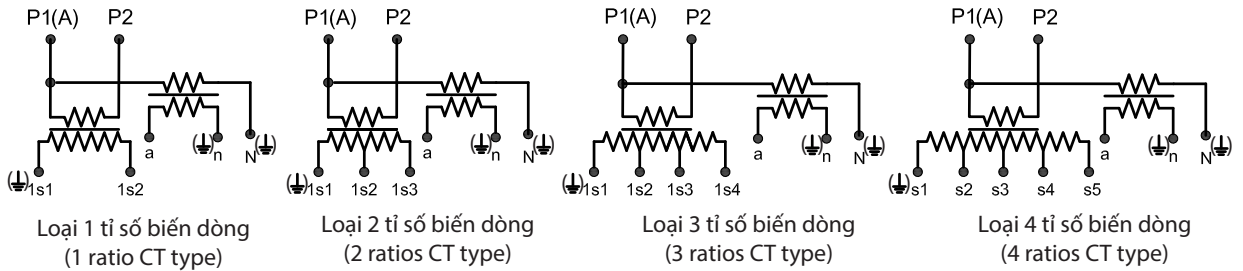 P1(A) P2 P1(A) P2 P1(A) P2 P1(A) P2
a n N a n N a n N a n N
1s1 1s2 1s1 1s2 1s3 1s1 1s2 1s3 1s4 s1 s2 s3 s4 s5
Loại 1 tỉ số biến dòng
(1 ratio CT type)
Loại 2 tỉ số biến dòng
(2 ratios CT type)
Loại 3 tỉ số biến dòng
(3 ratios CT type)
Loại 4 tỉ số biến dòng
(4 ratios CT type)